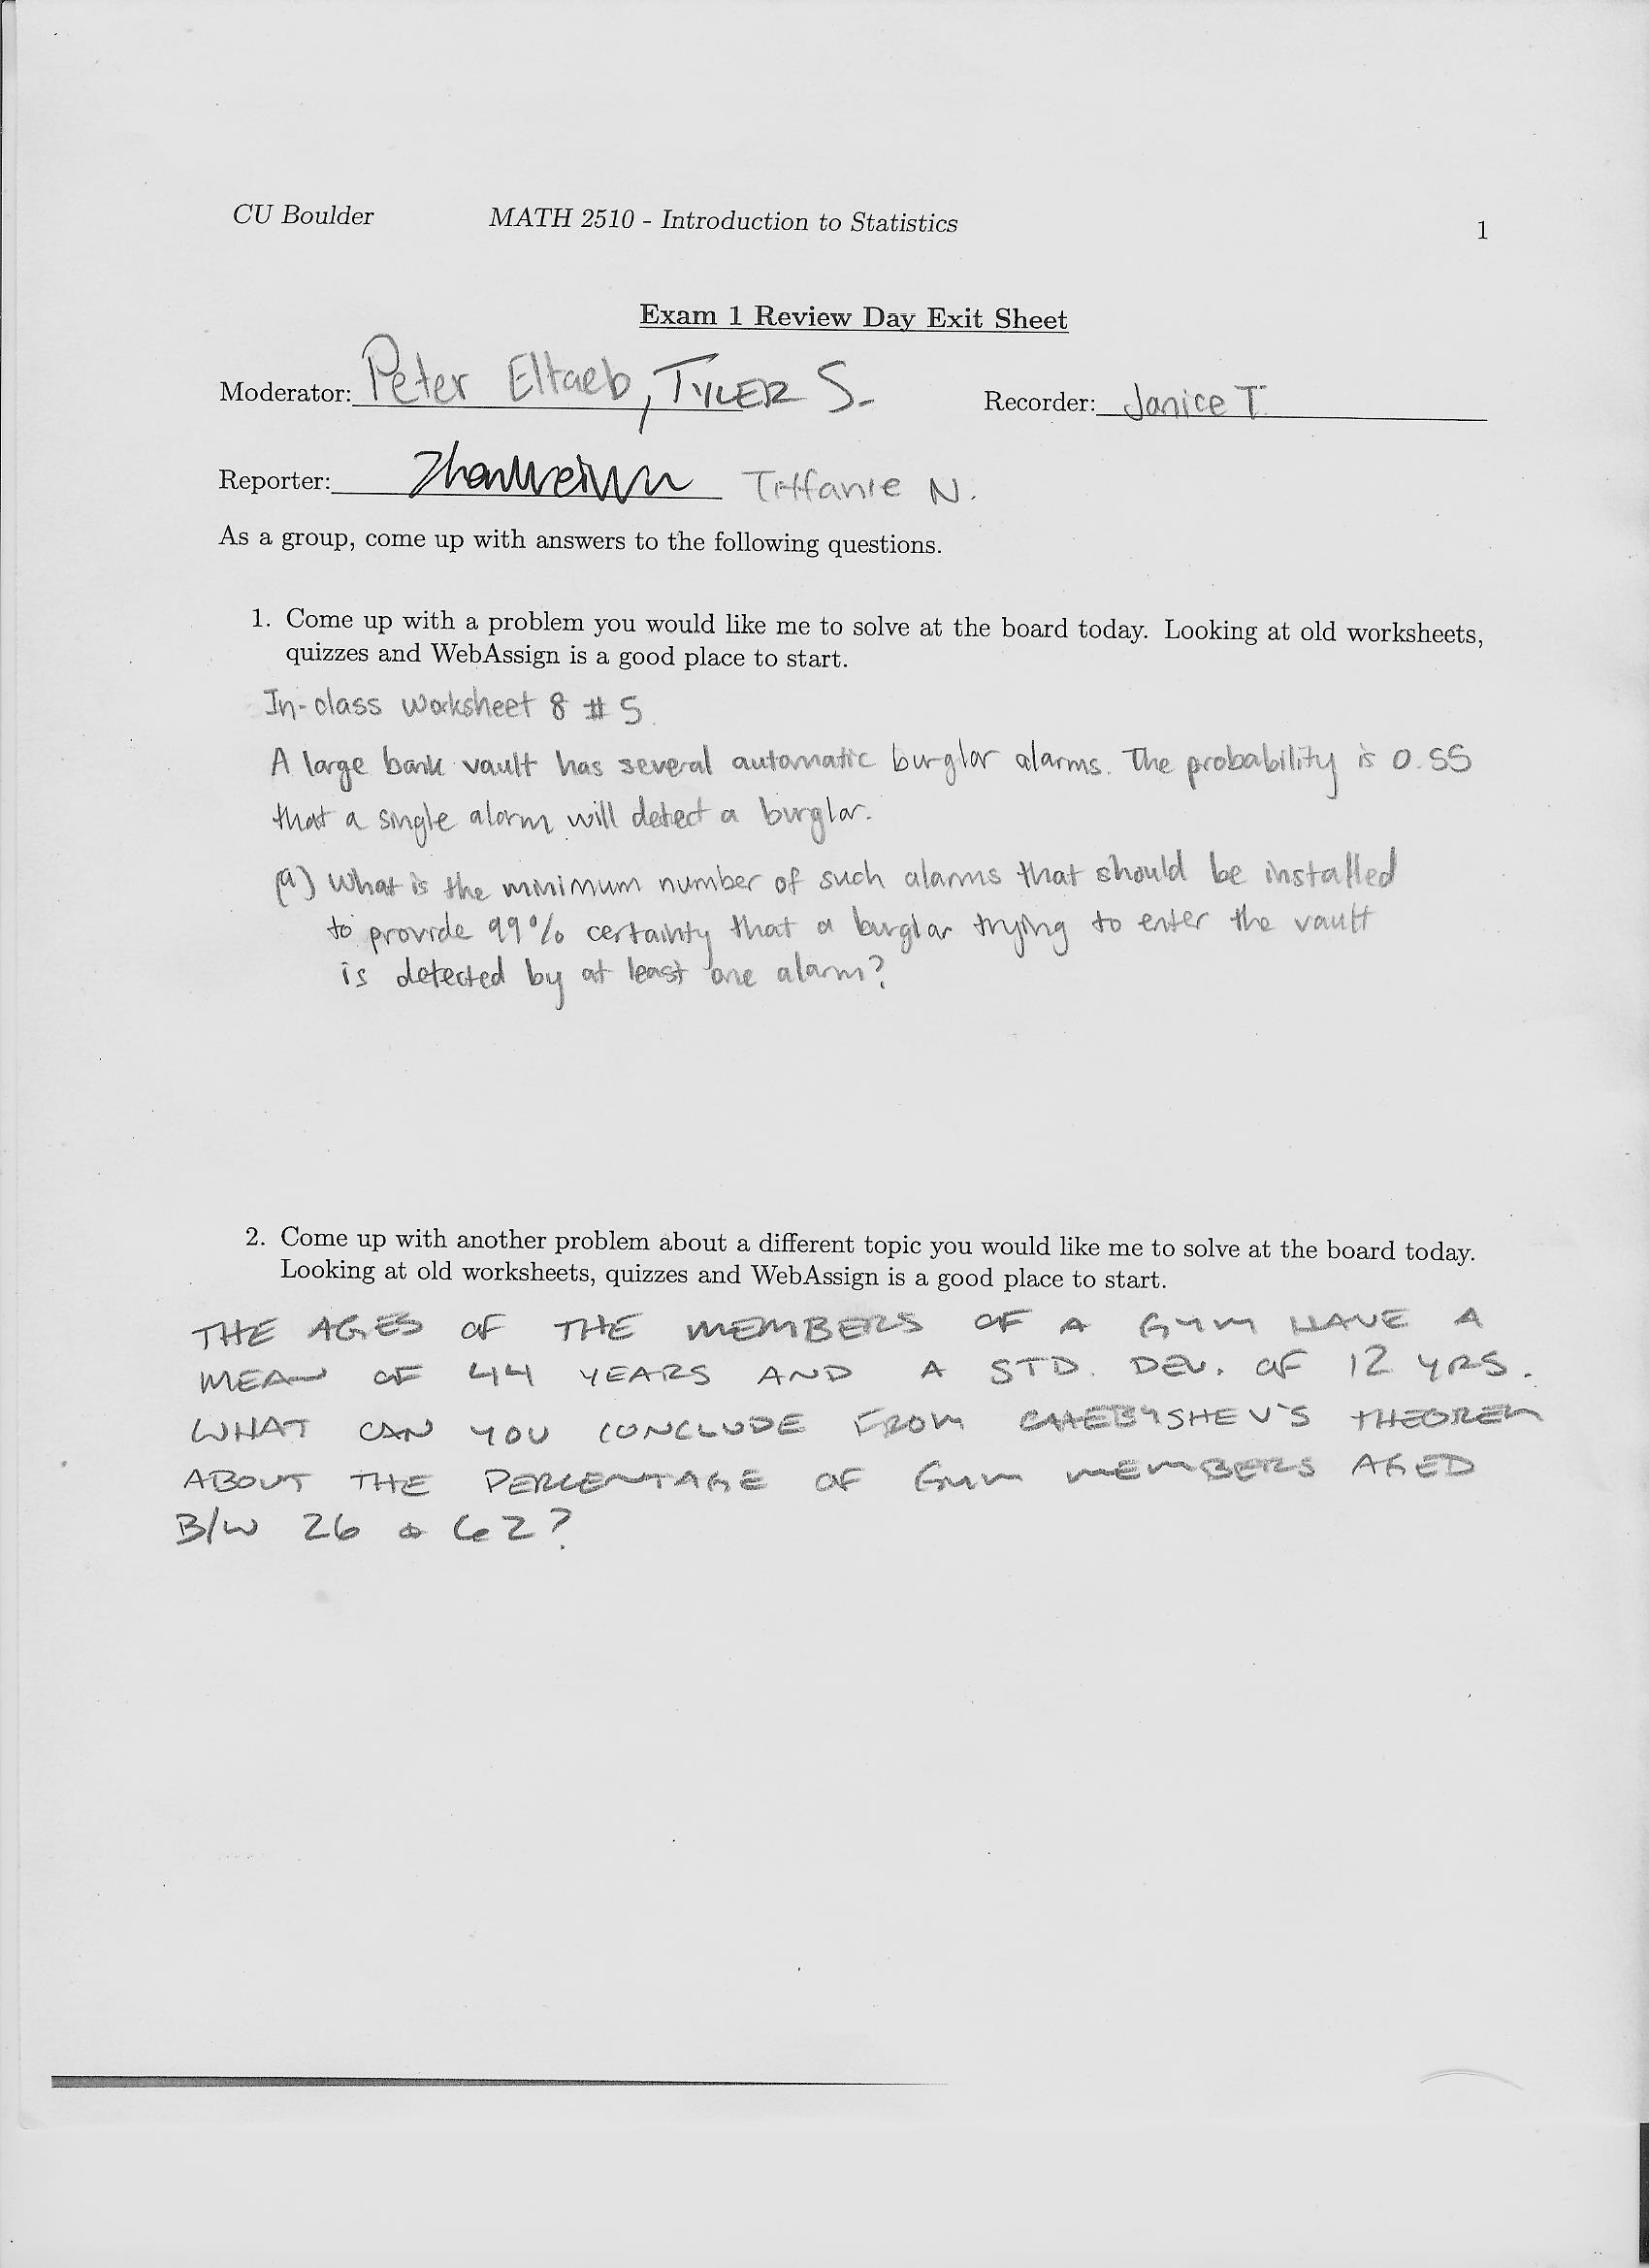 CU Boulder MATH 2510 - Introduction to Statistics 1
Exam 1 Review Day Exit Sheet
Moderator: Peter Eltaeb, TYLER S. Recorder: Janice T.
Reporter: Tiffanie N.
As a group, come up with answers to the following questions.
1. Come up with a problem you would like me to solve at the board today. Looking at old worksheets,
quizzes and WebAssign is a good place to start.
In-class worksheet 8 # 5
A large bank vault has several automatic burglar alarms. The probability is 0.55
that a single alarm will detect a burglar.
(a) What is the minimum number of such alarms that should be installed
to provide 99% certainty that a burglar trying to enter the vault
is detected by at least one alarm?
2. Come up with another problem about a different topic you would like me to solve at the board today.
Looking at old worksheets, quizzes and WebAssign is a good place to start.
THE AGES OF THE MEMBERS OF A GYM HAVE A
MEAN OF 44 YEARS AND A STD. DEV. OF 12 YRS.
WHAT CAN YOU CONCLUDE FROM CHEBYSHEV'S THEOREM
ABOUT THE PERCENTAGE OF GYM MEMBERS AGED
B/W 26 & 62?